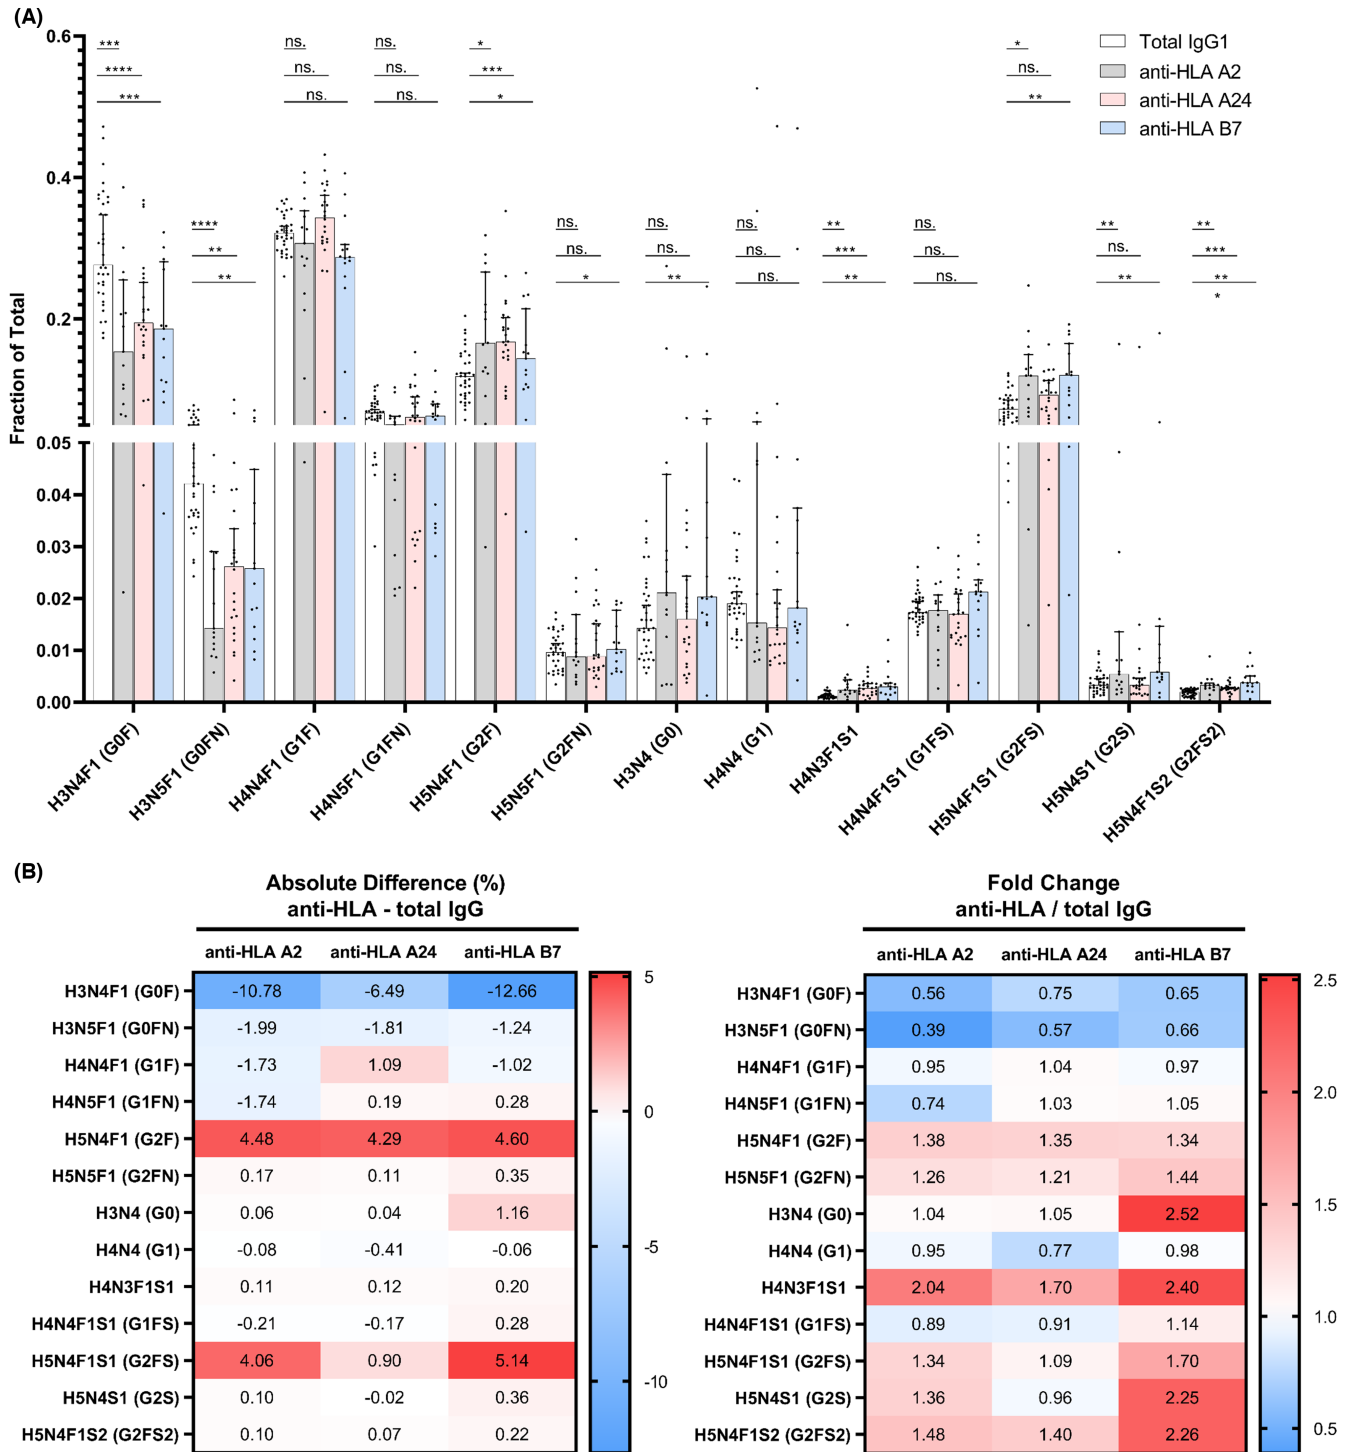 (A)
0.6
0.4
0.2
0.05
0.04
0.03
0.02
0.01
0.00
Fraction of Total
*** ns. ns. * *
**** ns. ns. *** ns.
*** ns. ns. * **
Total IgG1
anti-HLA A2
anti-HLA A24
anti-HLA B7
**** ns. ns. ns. ** ns. ** **
** ns. ns. ns. *** ns. ns. ***
** * ** ns. ** ns. ** **
*
H3N4F1 (G0F)
H3N5F1 (G0FN)
H4N4F1 (G1F)
H4N5F1 (G1FN)
H5N4F1 (G2F)
H5N5F1 (G2FN)
H3N4 (G0)
H4N4 (G1)
H4N3F1S1
H4N4F1S1 (G1FS)
H5N4F1S1 (G2FS)
H5N4S1 (G2S)
H5N4F1S2 (G2FS2)
(B)
Absolute Difference (%)
anti-HLA - total IgG
anti-HLA A2 anti-HLA A24 anti-HLA B7
H3N4F1 (G0F) -10.78 -6.49 -12.66
H3N5F1 (G0FN) -1.99 -1.81 -1.24
H4N4F1 (G1F) -1.73 1.09 -1.02
H4N5F1 (G1FN) -1.74 0.19 0.28
H5N4F1 (G2F) 4.48 4.29 4.60
H5N5F1 (G2FN) 0.17 0.11 0.35
H3N4 (G0) 0.06 0.04 1.16
H4N4 (G1) -0.08 -0.41 -0.06
H4N3F1S1 0.11 0.12 0.20
H4N4F1S1 (G1FS) -0.21 -0.17 0.28
H5N4F1S1 (G2FS) 4.06 0.90 5.14
H5N4S1 (G2S) 0.10 -0.02 0.36
H5N4F1S2 (G2FS2) 0.10 0.07 0.22
5
0
-5
-10
Fold Change
anti-HLA / total IgG
anti-HLA A2 anti-HLA A24 anti-HLA B7
H3N4F1 (G0F) 0.56 0.75 0.65
H3N5F1 (G0FN) 0.39 0.57 0.66
H4N4F1 (G1F) 0.95 1.04 0.97
H4N5F1 (G1FN) 0.74 1.03 1.05
H5N4F1 (G2F) 1.38 1.35 1.34
H5N5F1 (G2FN) 1.26 1.21 1.44
H3N4 (G0) 1.04 1.05 2.52
H4N4 (G1) 0.95 0.77 0.98
H4N3F1S1 2.04 1.70 2.40
H4N4F1S1 (G1FS) 0.89 0.91 1.14
H5N4F1S1 (G2FS) 1.34 1.09 1.70
H5N4S1 (G2S) 1.36 0.96 2.25
H5N4F1S2 (G2FS2) 1.48 1.40 2.26
2.5
2.0
1.5
1.0
0.5